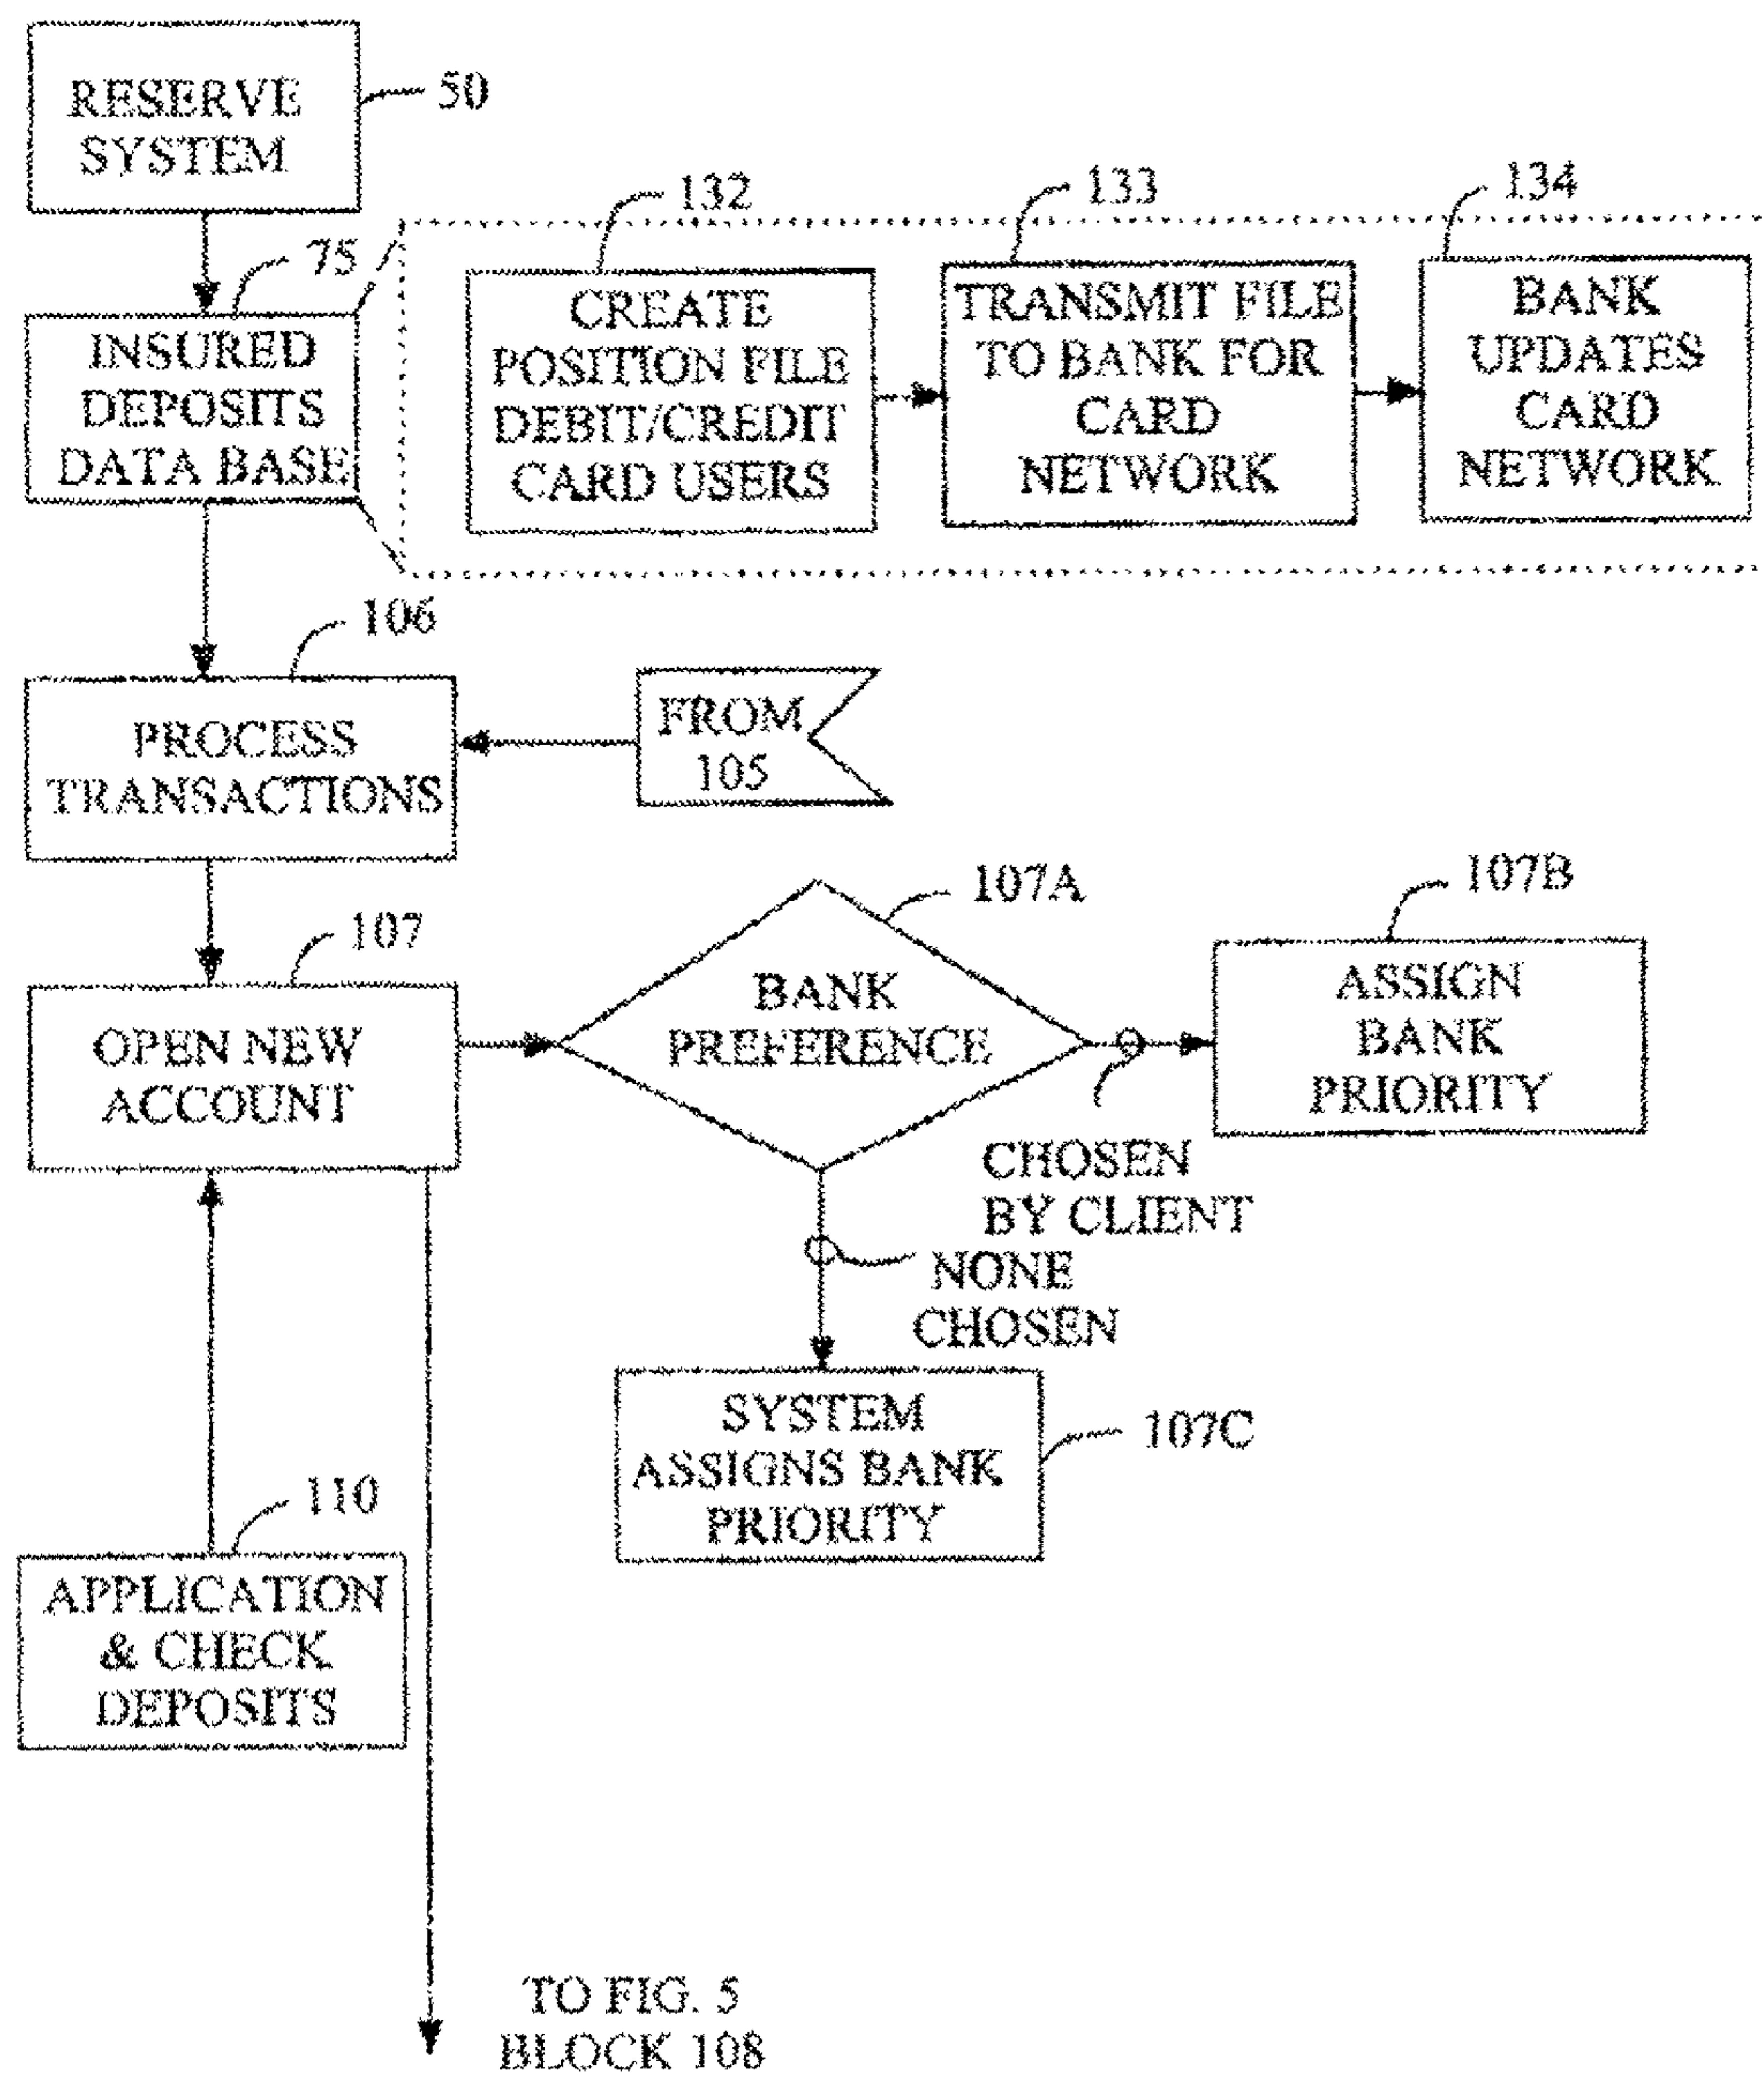 RESERVE
SYSTEM
50
132
133
134
75
INSURED
DEPOSITS
DATA BASE
CREATE
POSITION FILE
DEBIT/CREDIT
CARD USERS
TRANSMIT FILE
TO BANK FOR
CARD
NETWORK
BANK
UPDATES
CARD
NETWORK
106
PROCESS
TRANSACTIONS
FROM
105
107
OPEN NEW
ACCOUNT
107A
BANK
PREFERENCE
107B
ASSIGN
BANK
PRIORITY
CHOSEN
BY CLIENT
NONE
CHOSEN
SYSTEM
ASSIGNS BANK
PRIORITY
107C
110
APPLICATION
& CHECK
DEPOSITS
TO FIG. 5
BLOCK 108